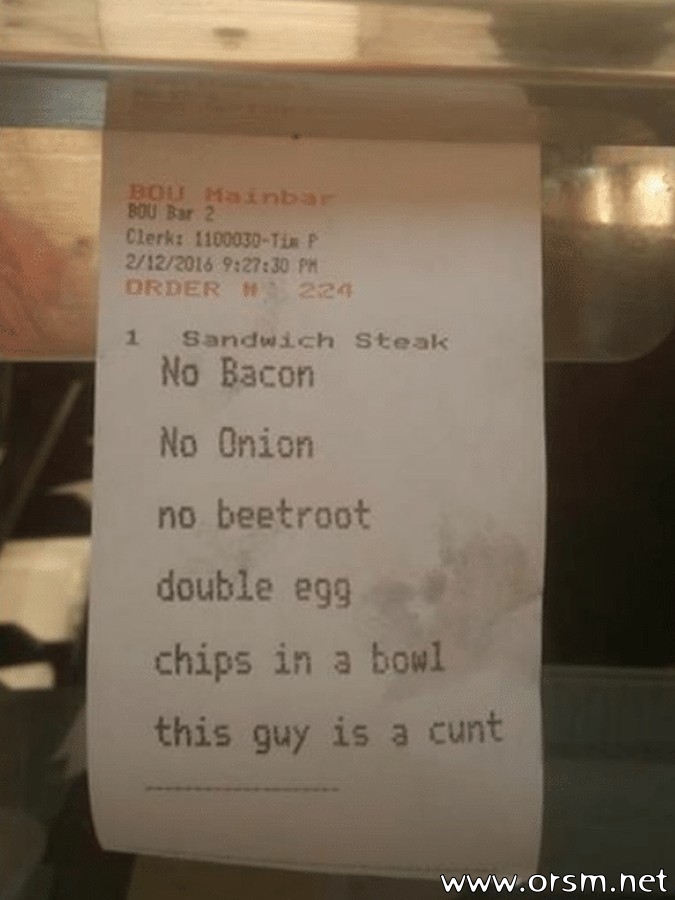 BOU Mainbar
BOU Bar 2
Clerk: 1100030-Tim P
2/12/2016 9:27:30 PM
ORDER # 224
1 Sandwich Steak
No Bacon
No Onion
no beetroot
double egg
chips in a bowl
this guy is a cunt
--------------------
www.orsm.net